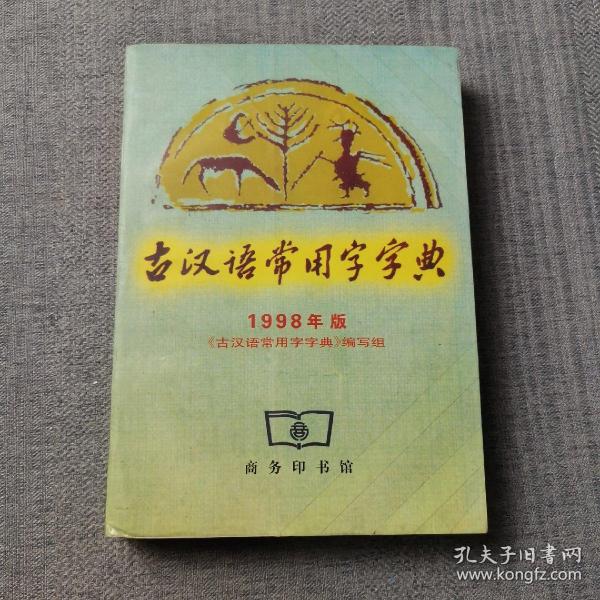 古汉语常用字字典
1998年版
《古汉语常用字字典》编写组
商务印书馆
孔夫子旧书网
www.kongfz.com